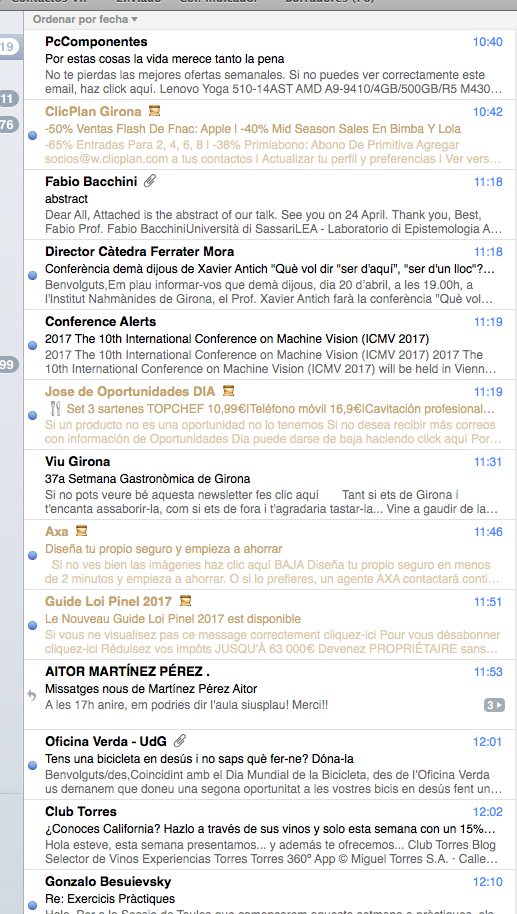 Ordenar por fecha
19
11
76
99
PcComponentes 10:40
Por estas cosas la vida merece tanto la pena
No te pierdas las mejores ofertas semanales. Si no puedes ver correctamente este
email, haz click aquí. Lenovo Yoga 510-14AST AMD A9-9410/4GB/500GB/R5 M430…
ClicPlan Girona 10:42
-50% Ventas Flash De Fnac: Apple l -40% Mid Season Sales En Bimba Y Lola
-65% Entradas Para 2, 4, 6, 8 l -38% Primiabono: Abono De Primitiva Agregar
socios@w.clicplan.com a tus contactos l Actualizar tu perfil y preferencias l Ver vers…
Fabio Bacchini 11:18
abstract
Dear All, Attached is the abstract of our talk. See you on 24 April. Thank you, Best,
Fabio Prof. Fabio BacchiniUniversità di SassariLEA - Laboratorio di Epistemologia A…
Director Càtedra Ferrater Mora 11:18
Conferència demà dijous de Xavier Antich "Què vol dir "ser d'aquí", "ser d'un lloc"?…
Benvolguts,Em plau informar-vos que demà dijous, dia 20 d'abril, a les 19.00h, a
l'Institut Nahmànides de Girona, el Prof. Xavier Antich farà la conferència "Què vol…
Conference Alerts 11:19
2017 The 10th International Conference on Machine Vision (ICMV 2017)
2017 The 10th International Conference on Machine Vision (ICMV 2017) 2017 The
10th International Conference on Machine Vision (ICMV 2017) will be held in Vienn…
Jose de Oportunidades DIA 11:19
Set 3 sartenes TOPCHEF 10,99€lTeléfono móvil 16,9€lCavitación profesional…
Si un producto no es una oportunidad no lo tenemos Si no desea recibir más correos
con información de Oportunidades Dia puede darse de baja haciendo click aquí Por…
Viu Girona 11:31
37a Setmana Gastronòmica de Girona
Si no pots veure bé aquesta newsletter fes clic aquí Tant si ets de Girona i
t'encanta assaborir-la, com si ets de fora i t'agradaria tastar-la... Vine a gaudir de la…
Axa 11:46
Diseña tu propio seguro y empieza a ahorrar
Si no ves bien las imágenes haz clic aquí BAJA Diseña tu propio seguro en menos
de 2 minutos y empieza a ahorrar. O si lo prefieres, un agente AXA contactará conti…
Guide Loi Pinel 2017 11:51
Le Nouveau Guide Loi Pinel 2017 est disponible
Si vous ne visualisez pas ce message correctement cliquez-ici Pour vous désabonner
cliquez-ici Réduisez vos impôts JUSQU'À 63 000€ Devenez PROPRIÉTAIRE sans…
AITOR MARTÍNEZ PÉREZ . 11:53
Missatges nous de Martínez Pérez Aitor
A les 17h anire, em podries dir l'aula siusplau! Merci!! 3
Oficina Verda - UdG 12:01
Tens una bicicleta en desús i no saps què fer-ne? Dóna-la
Benvolguts/des,Coincidint amb el Dia Mundial de la Bicicleta, des de l'Oficina Verda
us demanem que doneu una segona oportunitat a les vostres bicis en desús fent un…
Club Torres 12:02
¿Conoces California? Hazlo a través de sus vinos y solo esta semana con un 15%…
Hola esteve, esta semana presentamos... y además te ofrecemos... Club Torres Blog
Selector de Vinos Experiencias Torres Torres 360º App © Miguel Torres S.A. · Calle…
Gonzalo Besuievsky 12:10
Re: Exercicis Pràctiques